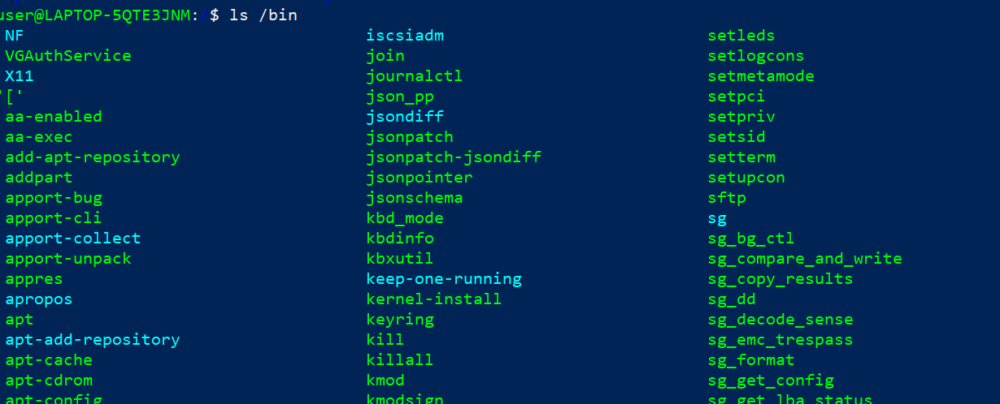 user@LAPTOP-5QTE3JNM:/$ ls /bin
NF iscsiadm setleds
VGAuthService join setlogcons
X11 journalctl setmetamode
'[' json_pp setpci
aa-enabled jsondiff setpriv
aa-exec jsonpatch setsid
add-apt-repository jsonpatch-jsondiff setterm
addpart jsonpointer setupcon
apport-bug jsonschema sftp
apport-cli kbd_mode sg
apport-collect kbdinfo sg_bg_ctl
apport-unpack kbxutil sg_compare_and_write
appres keep-one-running sg_copy_results
apropos kernel-install sg_dd
apt keyring sg_decode_sense
apt-add-repository kill sg_emc_trespass
apt-cache killall sg_format
apt-cdrom kmod sg_get_config
apt-config kmodsign sg_get_lba_status